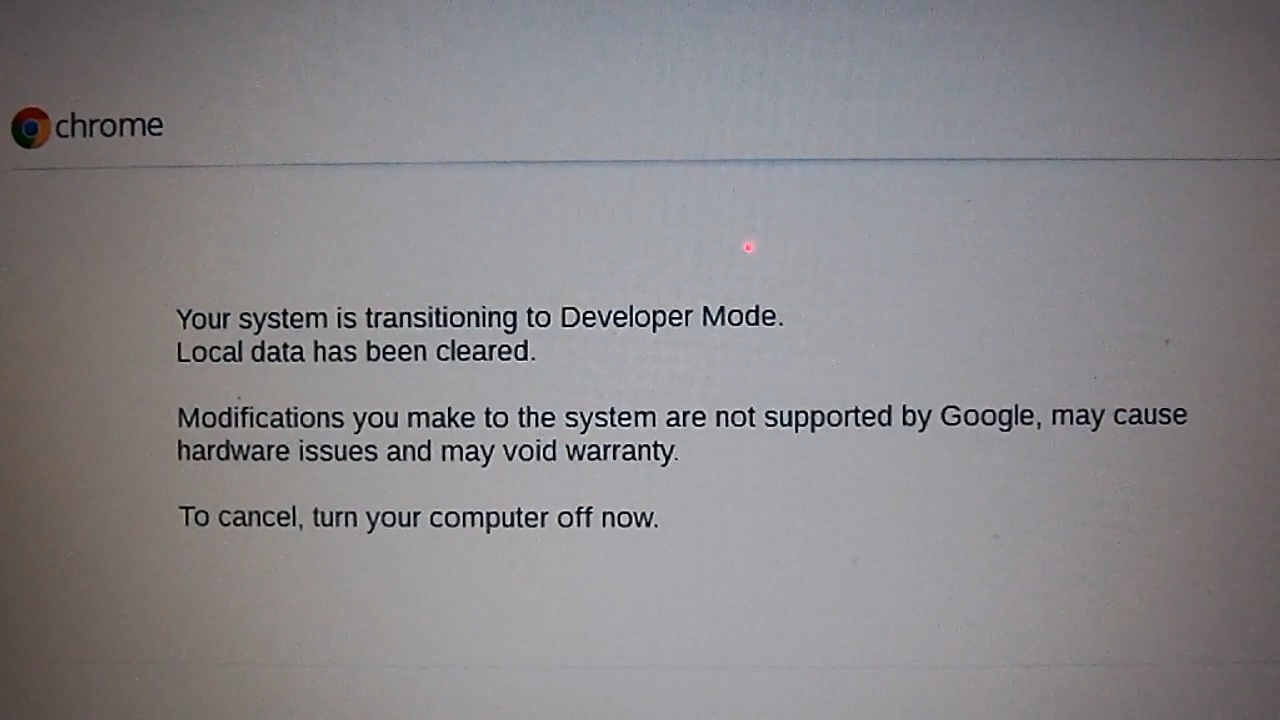 chrome
Your system is transitioning to Developer Mode.
Local data has been cleared.
Modifications you make to the system are not supported by Google, may cause
hardware issues and may void warranty.
To cancel, turn your computer off now.